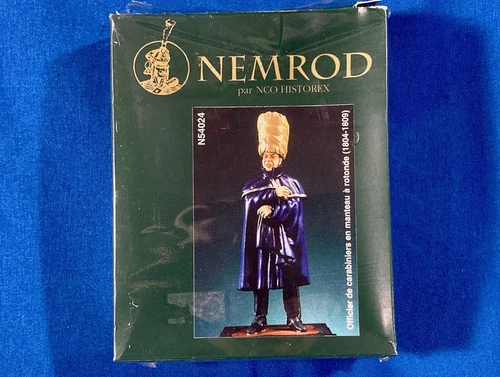 NEMROD
par NCO HISTOREX
N54024
Officier de carabiniers en manteau à rotonde (1804-1809)